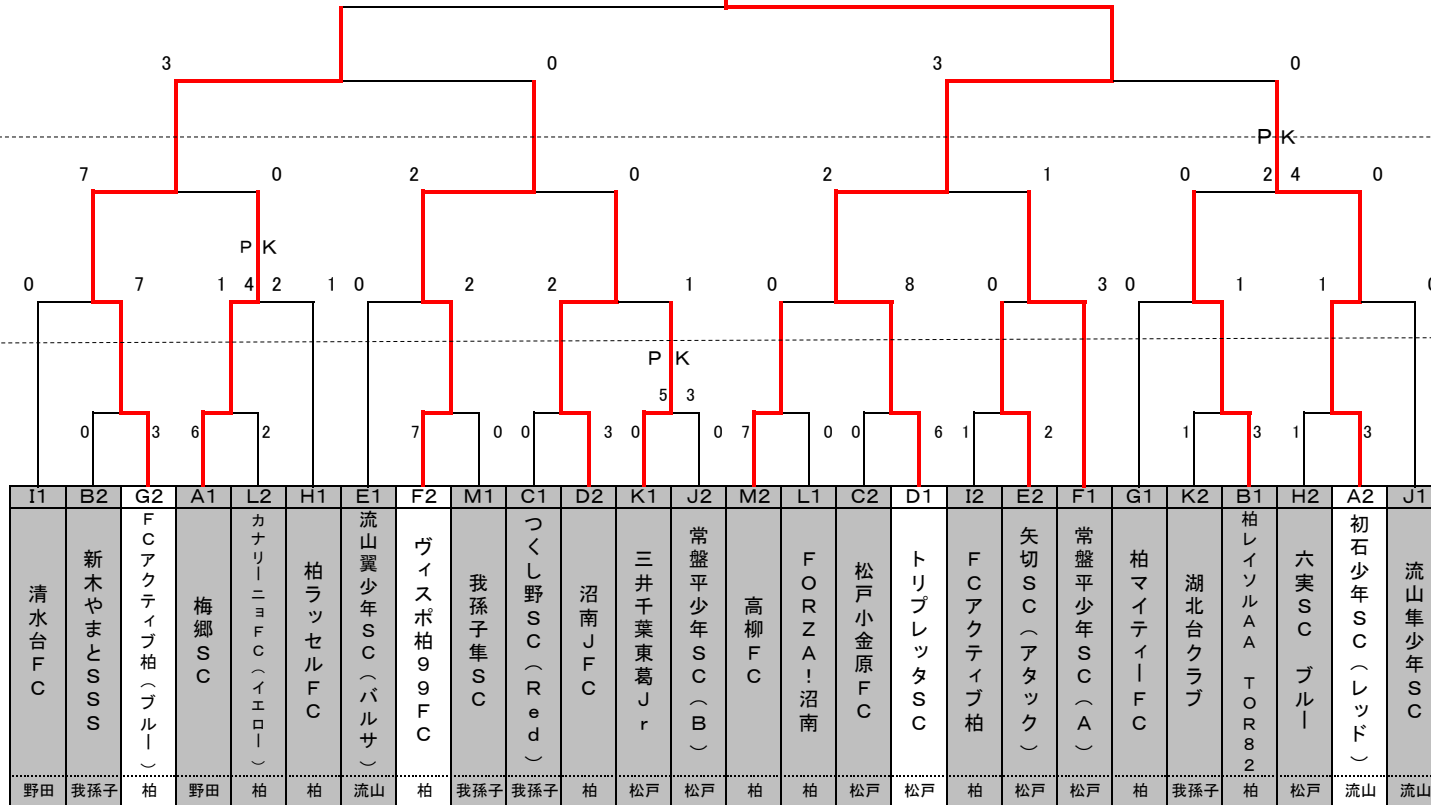 3 0 3 0
PK
7 0 2 0 2 1 0 2 4 0
PK
0 7 1 4 2 1 0 2 2 1 0 8 0 3 0 1 1 0
PK
5 3
0 3 6 2 7 0 0 3 0 0 7 0 0 6 1 2 1 3 1 3
I1 B2 G2 A1 L2 H1 E1 F2 M1 C1 D2 K1 J2 M2 L1 C2 D1 I2 E2 F1 G1 K2 B1 H2 A2 J1
清水台FC
新木やまとSSS
FCアクティブ柏(ブルー)
梅郷SC
カナリーニョFC(イエロー)
柏ラッセルFC
流山翼少年SC(バルサ)
ヴィスポ柏99FC
我孫子隼SC
つくし野SC(Red)
沼南JFC
三井千葉東葛Jr
常盤平少年SC(B)
高柳FC
FORZA!沼南
松戸小金原FC
トリプレッタSC
FCアクティブ柏
矢切SC(アタック)
常盤平少年SC(A)
柏マイティーFC
湖北台クラブ
柏レイソルAA TOR82
六実SC ブルー
初石少年SC(レッド)
流山隼少年SC
野田 我孫子 柏 野田 柏 柏 流山 柏 我孫子 我孫子 柏 松戸 松戸 柏 柏 松戸 松戸 柏 松戸 松戸 柏 我孫子 柏 松戸 流山 流山